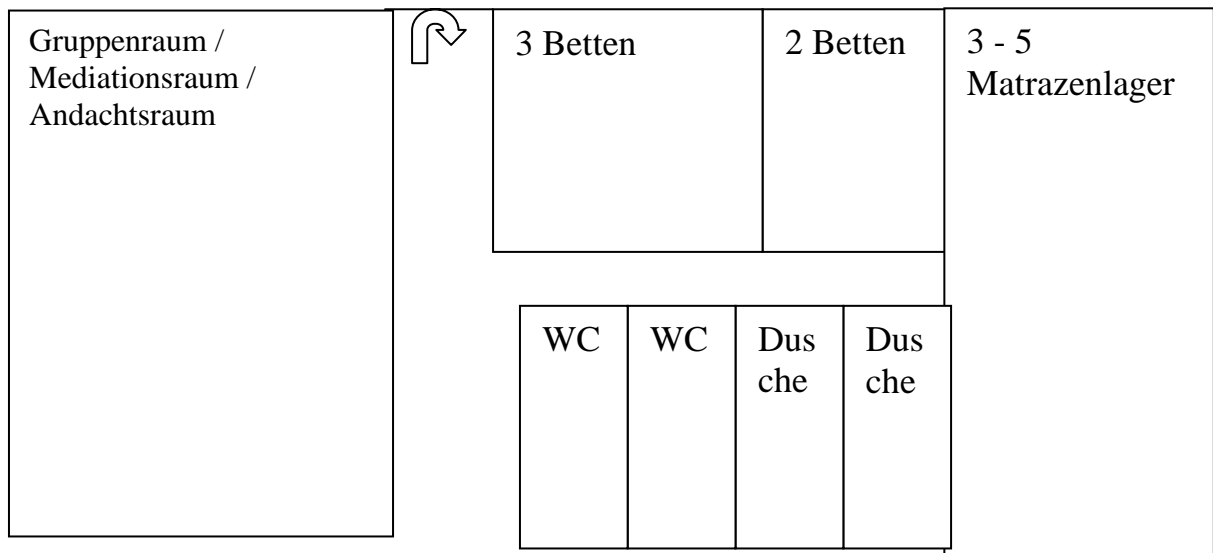 Gruppenraum /
Mediationsraum /
Andachtsraum
3 Betten
2 Betten
3 - 5
Matrazenlager
WC
WC
Dus
che
Dus
che